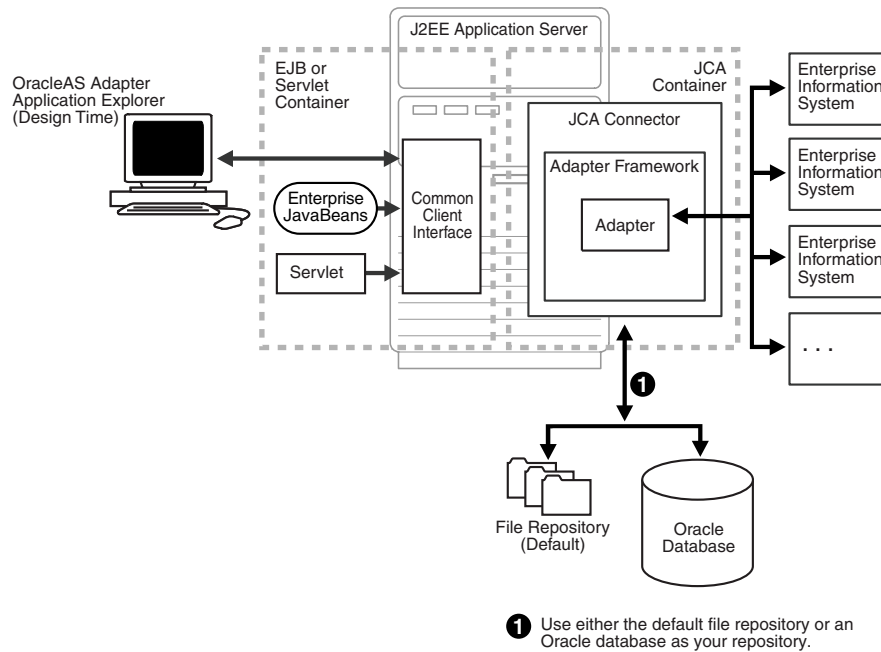 J2EE Application Server
OracleAS Adapter
Application Explorer
(Design Time)
EJB or
Servlet
Container
JCA
Container
JCA Connector
Adapter Framework
Adapter
Common
Client
Interface
Enterprise
JavaBeans
Servlet
Enterprise
Information
System
Enterprise
Information
System
Enterprise
Information
System
. . .
1
File Repository
(Default)
Oracle
Database
1 Use either the default file repository or an
Oracle database as your repository.